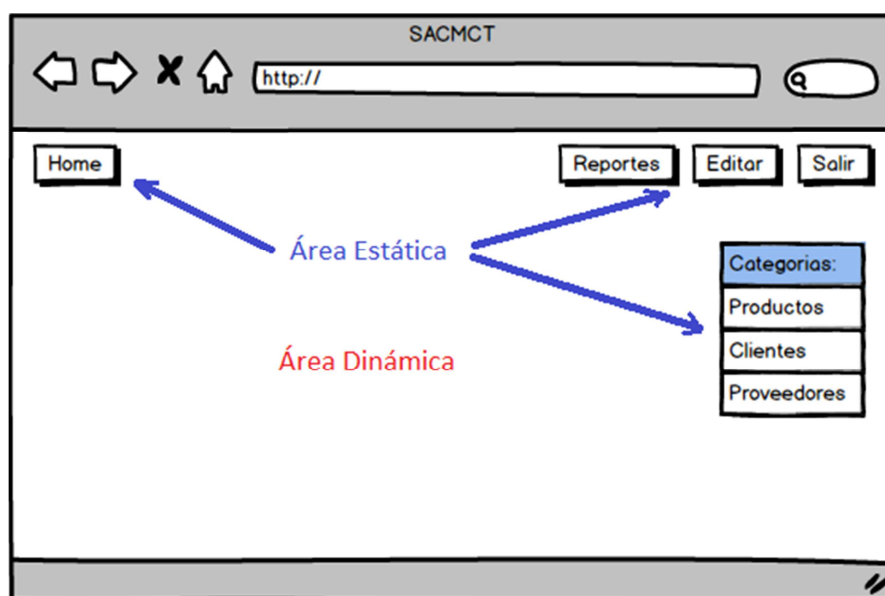 SACMCT
http://
Home
Reportes
Editar
Salir
Área Estática
Categorias:
Productos
Clientes
Proveedores
Área Dinámica